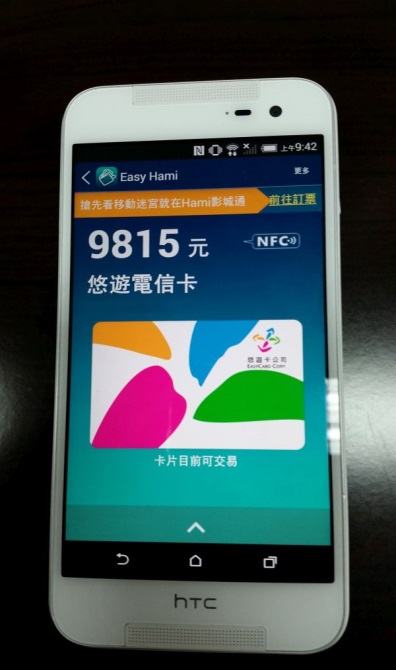 上午9:42
Easy Hami
更多
搶先看移動迷宮就在Hami影城通
前往訂票
9815 元
NFC
悠遊電信卡
悠遊卡公司
EASYCARD CORP
卡片目前可交易
hTC